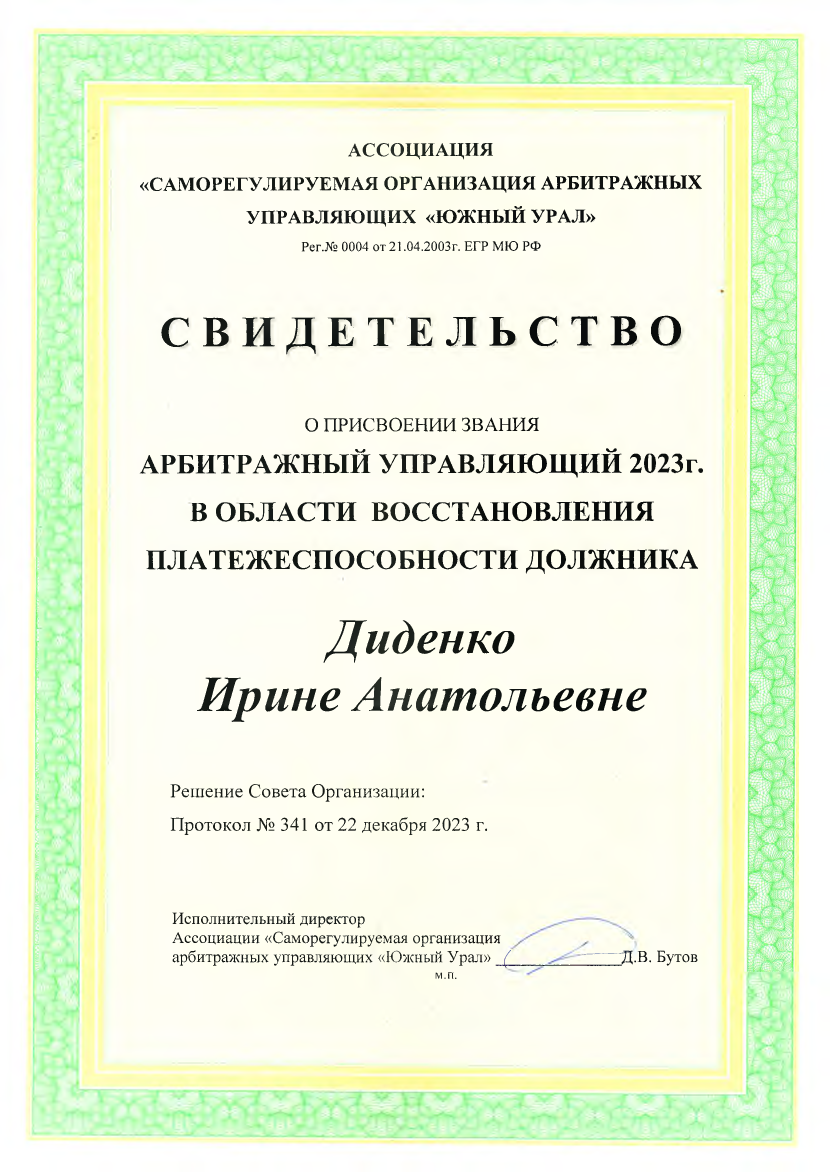 АССОЦИАЦИЯ
«САМОРЕГУЛИРУЕМАЯ ОРГАНИЗАЦИЯ АРБИТРАЖНЫХ
УПРАВЛЯЮЩИХ «ЮЖНЫЙ УРАЛ»
Рег.№ 0004 от 21.04.2003г. ЕГР МЮ РФ
СВИДЕТЕЛЬСТВО
О ПРИСВОЕНИИ ЗВАНИЯ
АРБИТРАЖНЫЙ УПРАВЛЯЮЩИЙ 2023г.
В ОБЛАСТИ ВОССТАНОВЛЕНИЯ
ПЛАТЕЖЕСПОСОБНОСТИ ДОЛЖНИКА
Диденко
Ирине Анатольевне
Решение Совета Организации:
Протокол № 341 от 22 декабря 2023 г.
Исполнительный директор
Ассоциации «Саморегулируемая организация
арбитражных управляющих «Южный Урал» ________________Д.В. Бутов
м.п.